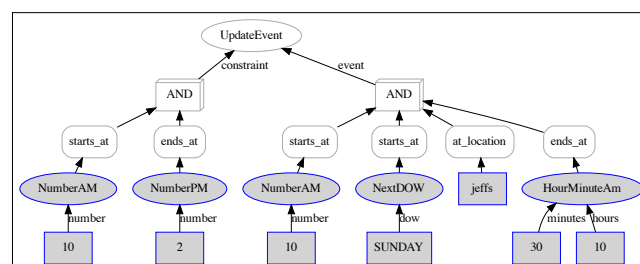 UpdateEvent
constraint event
AND AND
starts_at ends_at starts_at starts_at at_location ends_at
NumberAM NumberPM NumberAM NextDOW jeffs HourMinuteAm
number number number dow minutes hours
10 2 10 SUNDAY 30 10